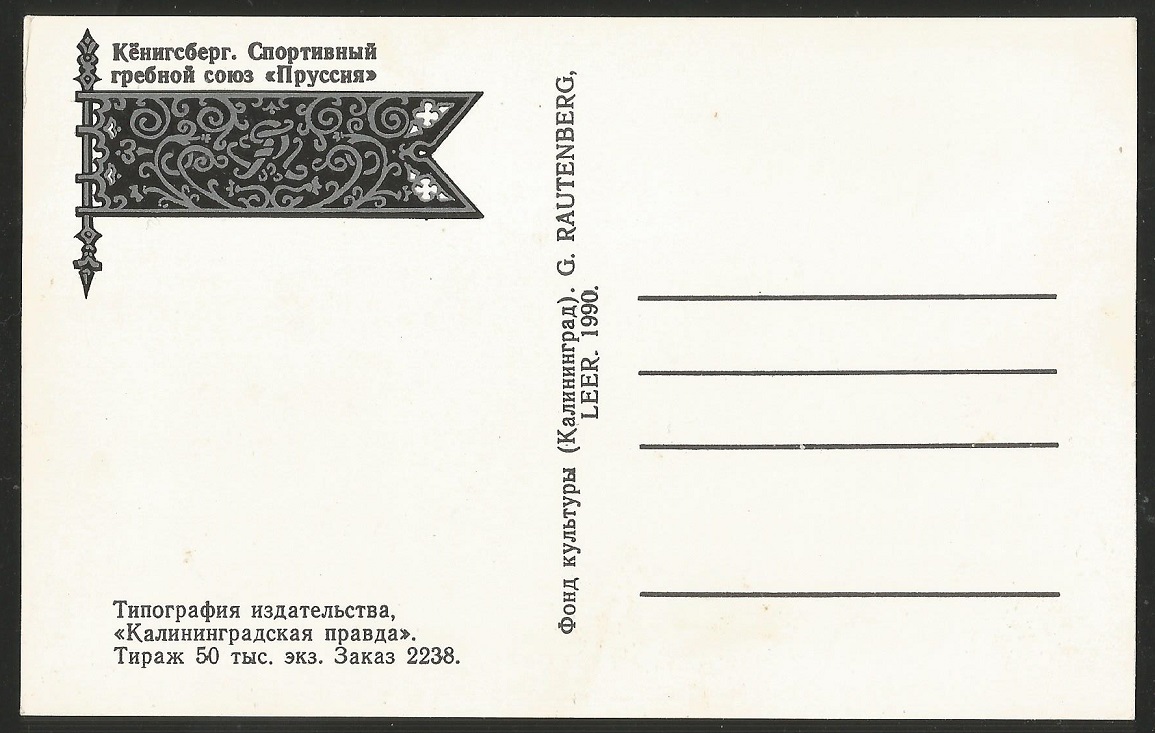 Кёнигсберг. Спортивный
гребной союз «Пруссия»
Фонд культуры (Калининград). G. RAUTENBERG,
LEER. 1990.
Типография издательства,
«Калининградская правда».
Тираж 50 тыс. экз. Заказ 2238.